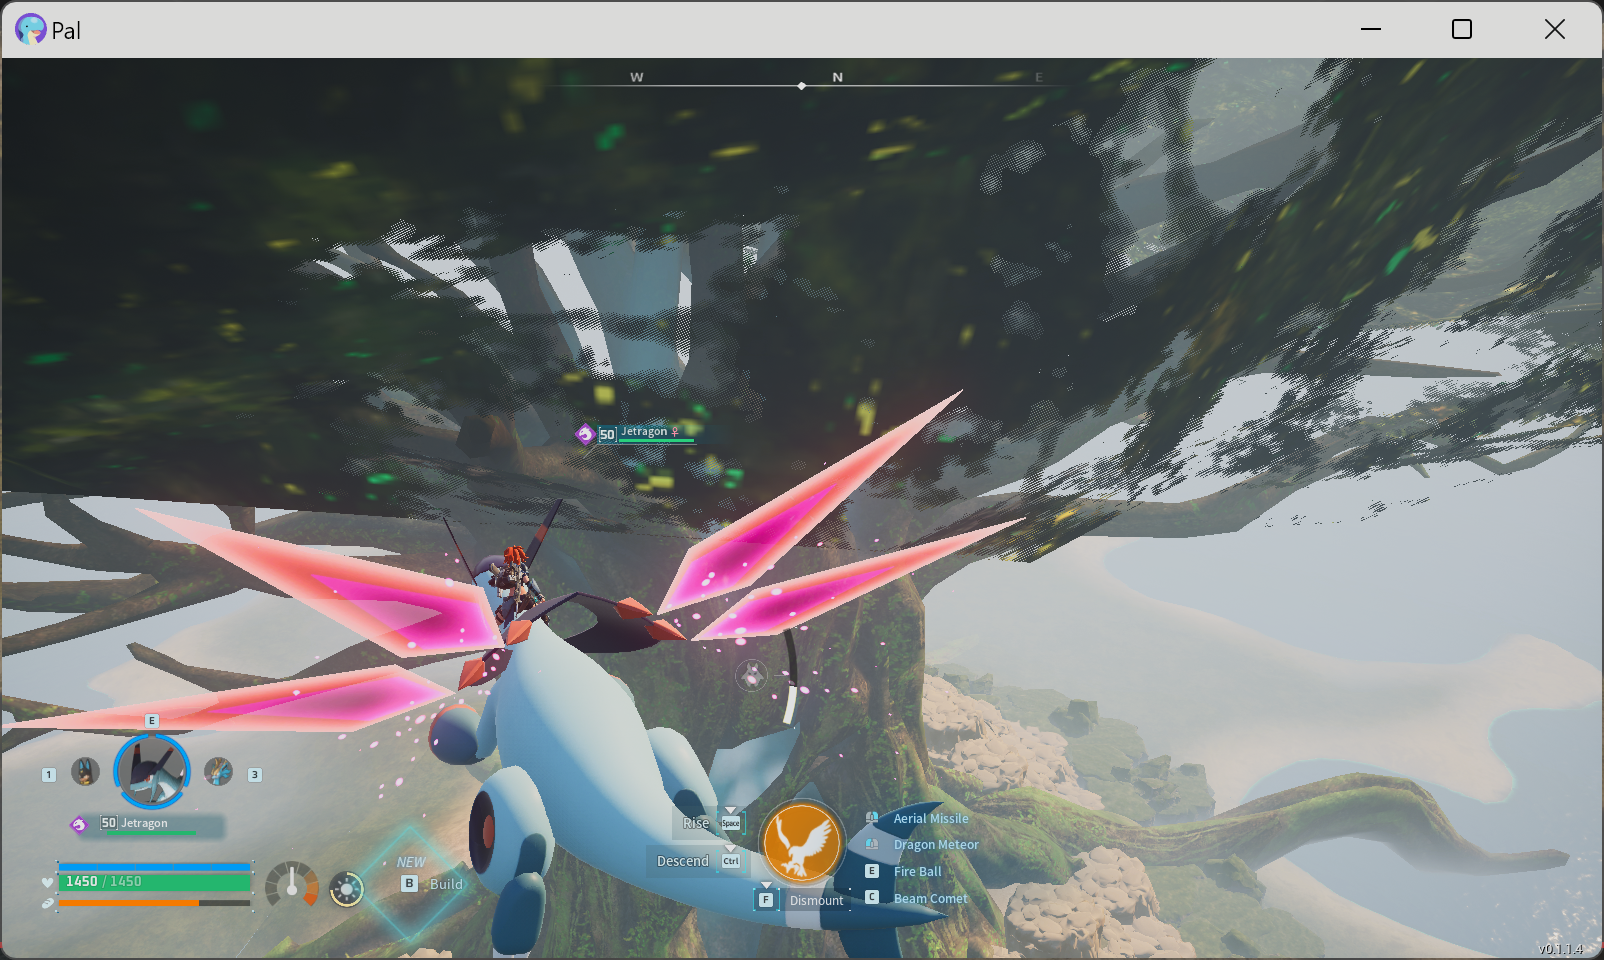 Pal
W N E
50 Jetragon ♀
E
1
3
50 Jetragon
1450 / 1450
NEW
B Build
Rise Space
Descend Ctrl
F Dismount
Aerial Missile
Dragon Meteor
E Fire Ball
C Beam Comet
v0.1.1.4